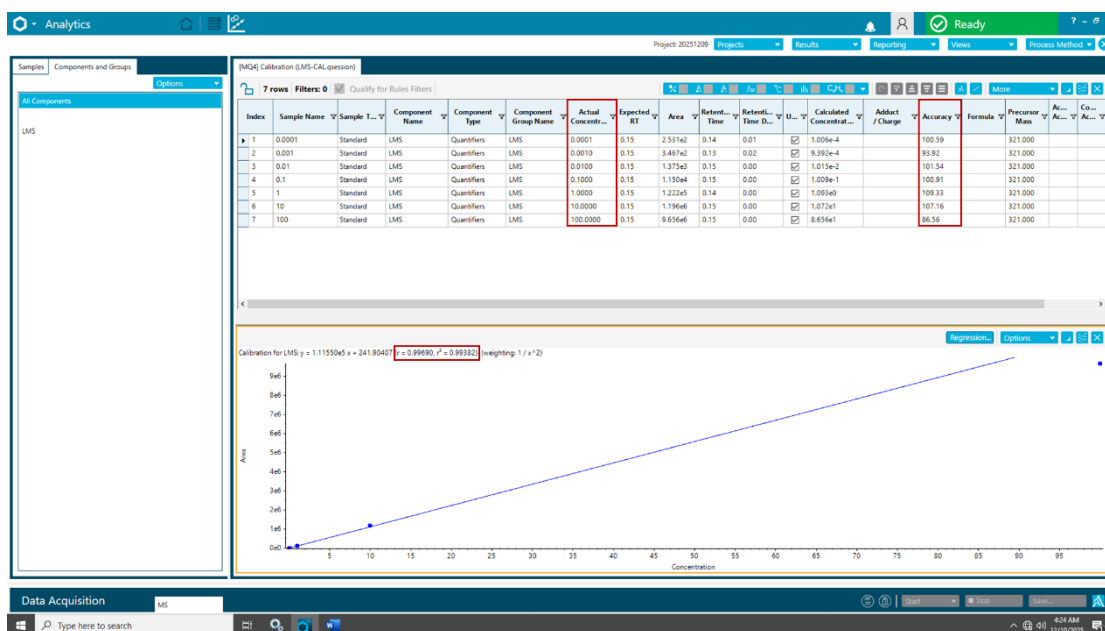 Analytics
Ready
? - 
Project: 20251209 Projects Results Reporting Views Process Method
Samples Components and Groups
[MQ4] Calibration (LMS-CAL.qsession)
Options
7 rows Filters: 0 Qualify for Rules Filters
More
All Components
LMS
Index Sample Name Sample T... Component Name Component Type Component Group Name Actual Concentr... Expected RT Area Retent... Time Retenti... Time D... U... Calculated Concentrat... Adduct / Charge Accuracy Formula Precursor Mass Ac... Ac... Co... Ac...
1 0.0001 Standard LMS Quantifiers LMS 0.0001 0.15 2.531e2 0.14 0.01 1.006e-4 100.59 321.000
2 0.001 Standard LMS Quantifiers LMS 0.0010 0.15 3.467e2 0.13 0.02 9.392e-4 93.92 321.000
3 0.01 Standard LMS Quantifiers LMS 0.0100 0.15 1.375e3 0.15 0.00 1.015e-2 101.54 321.000
4 0.1 Standard LMS Quantifiers LMS 0.1000 0.15 1.150e4 0.15 0.00 1.009e-1 100.91 321.000
5 1 Standard LMS Quantifiers LMS 1.0000 0.15 1.222e5 0.14 0.00 1.093e0 109.33 321.000
6 10 Standard LMS Quantifiers LMS 10.0000 0.15 1.196e6 0.15 0.00 1.072e1 107.16 321.000
7 100 Standard LMS Quantifiers LMS 100.0000 0.15 9.656e6 0.15 0.00 8.656e1 86.56 321.000
Regression... Options
Calibration for LMS: y = 1.11550e5 x + 241.90407 (r = 0.99690, r² = 0.99382) (weighting: 1 / x^2)
9e6
8e6
7e6
6e6
5e6
4e6
3e6
2e6
1e6
0e0
Area
5 10 15 20 25 30 35 40 45 50 55 60 65 70 75 80 85 90 95
Concentration
Data Acquisition MS Start Stop Save...
Type here to search
4:24 AM
12/10/2025